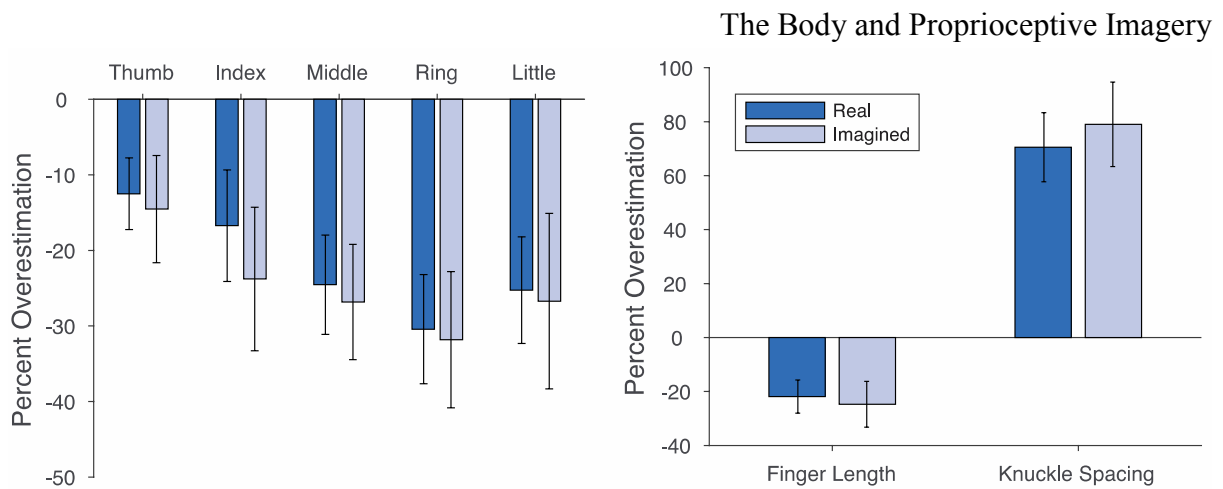 The Body and Proprioceptive Imagery
Thumb Index Middle Ring Little
0
-10
-20
-30
-40
-50
Percent Overestimation
100
80
60
40
20
0
-20
-40
Percent Overestimation
Real
Imagined
Finger Length Knuckle Spacing